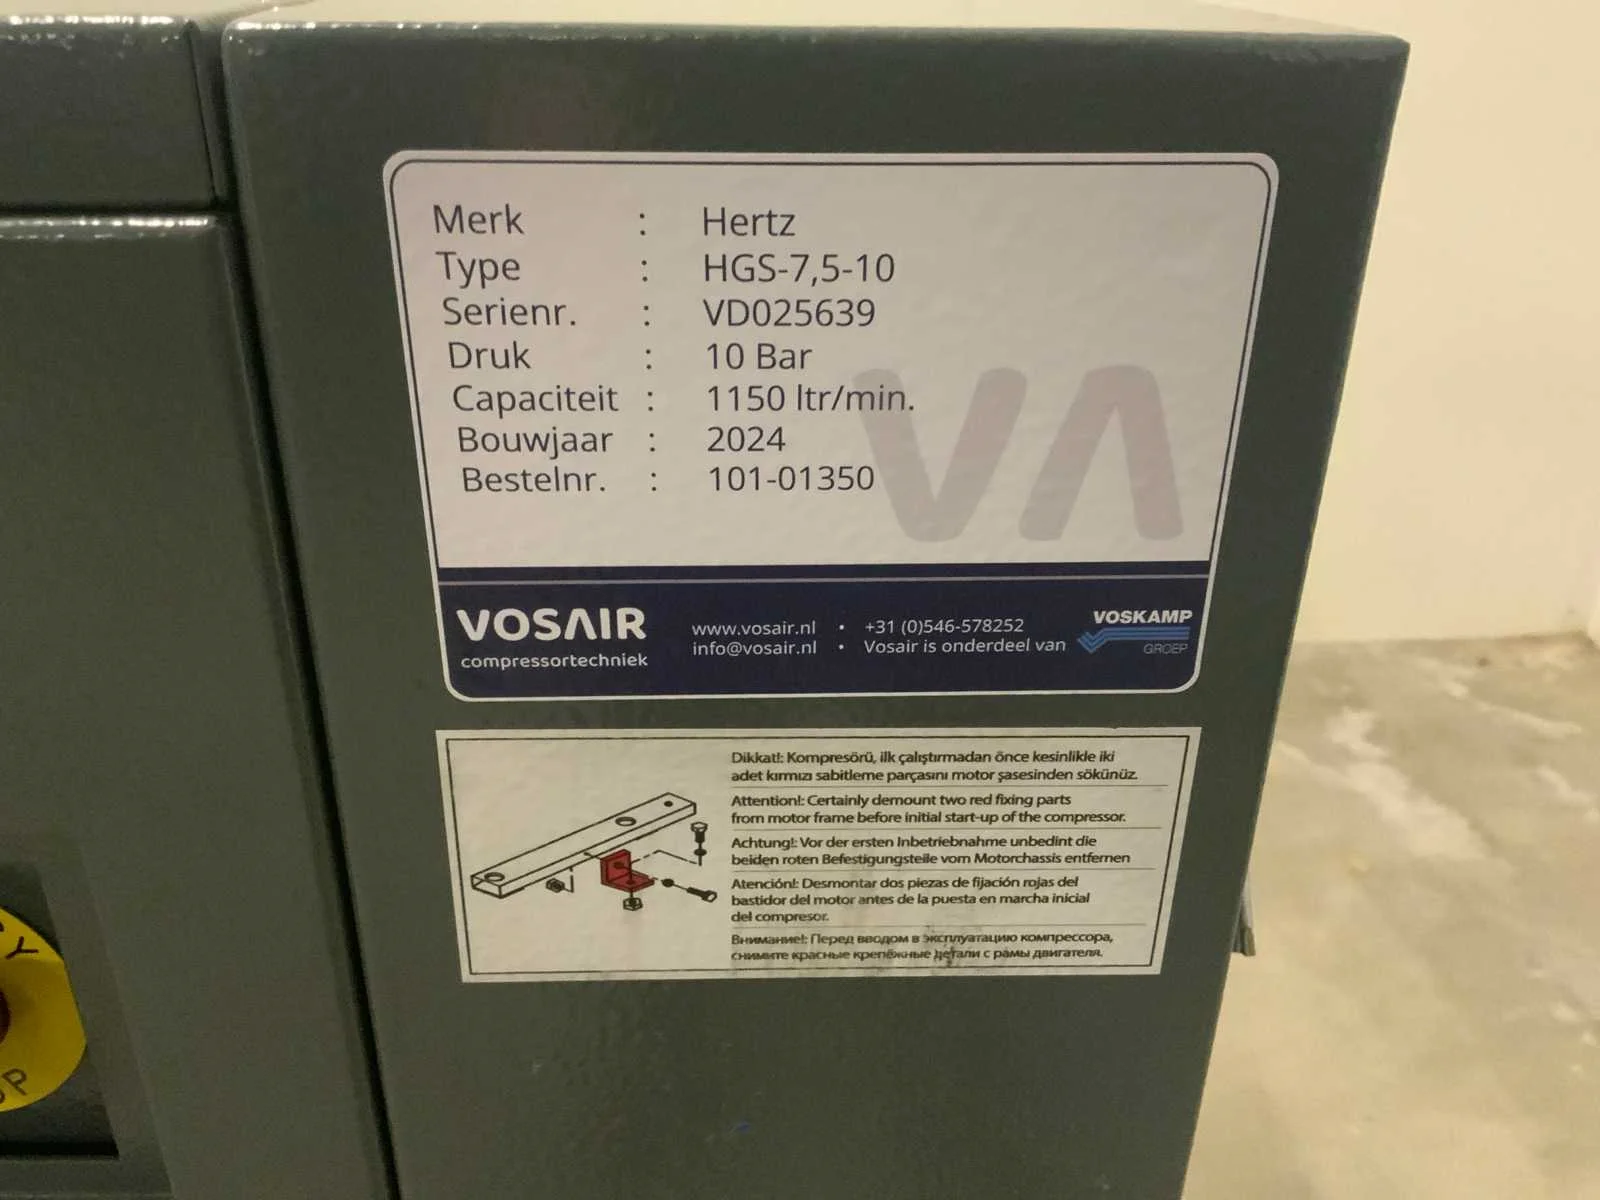 Merk : Hertz
Type : HGS-7,5-10
Serienr. : VD025639
Druk : 10 Bar
Capaciteit : 1150 ltr/min.
Bouwjaar : 2024
Bestelnr. : 101-01350
VA
VOSAIR
compressortechniek
www.vosair.nl • +31 (0)546-578252
info@vosair.nl • Vosair is onderdeel van
VOSKAMP
GROEP
Dikkat!: Kompresörü, ilk çalıştırmadan önce kesinlikle iki
adet kırmızı sabitleme parçasını motor şasesinden sökünüz.
Attention!: Certainly demount two red fixing parts
from motor frame before initial start-up of the compressor.
Achtung!: Vor der ersten Inbetriebnahme unbedint die
beiden roten Befestigungsteile vom Motorchassis entfernen
Atención!: Desmontar dos piezas de fijación rojas del
bastidor del motor antes de la puesta en marcha inicial
del compresor.
Внимание!: Перед вводом в эксплуатацию компрессора,
снимите красные крепёжные детали с рамы двигателя.